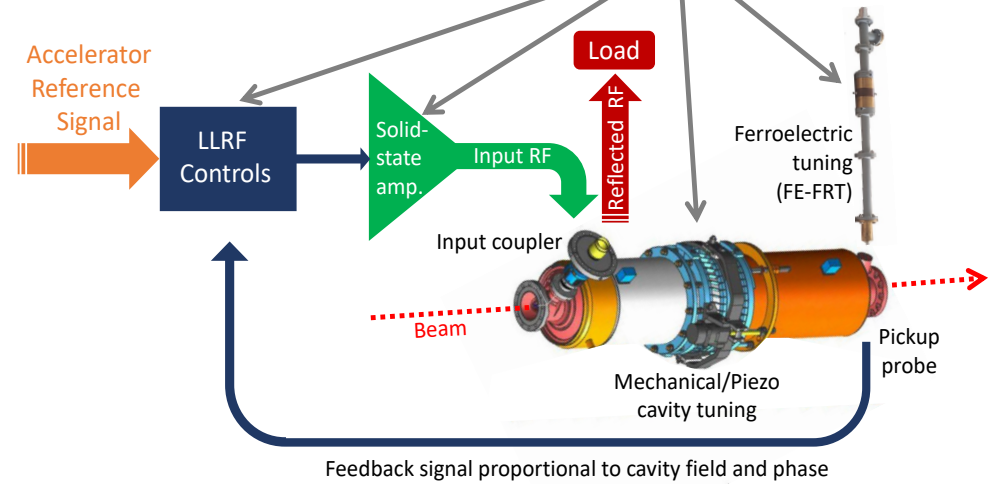 Accelerator
Reference
Signal
LLRF
Controls
Solid-
state
amp.
Input RF
Reflected RF
Load
Ferroelectric
tuning
(FE-FRT)
Input coupler
Beam
Pickup
probe
Mechanical/Piezo
cavity tuning
Feedback signal proportional to cavity field and phase